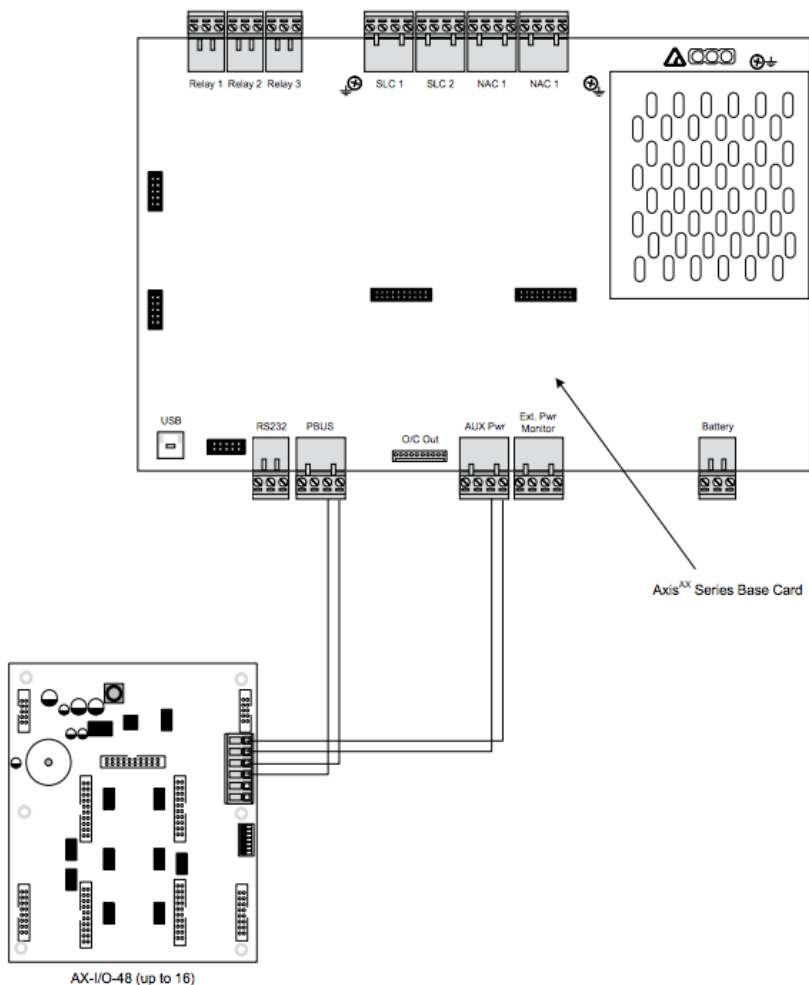 Relay 1 Relay 2 Relay 3
SLC 1 SLC 2 NAC 1 NAC 1
USB
RS232
PBUS
O/C Out
AUX Pwr
Ext. Pwr
Monitor
Battery
Axis^AX Series Base Card
AX-I/O-48 (up to 16)